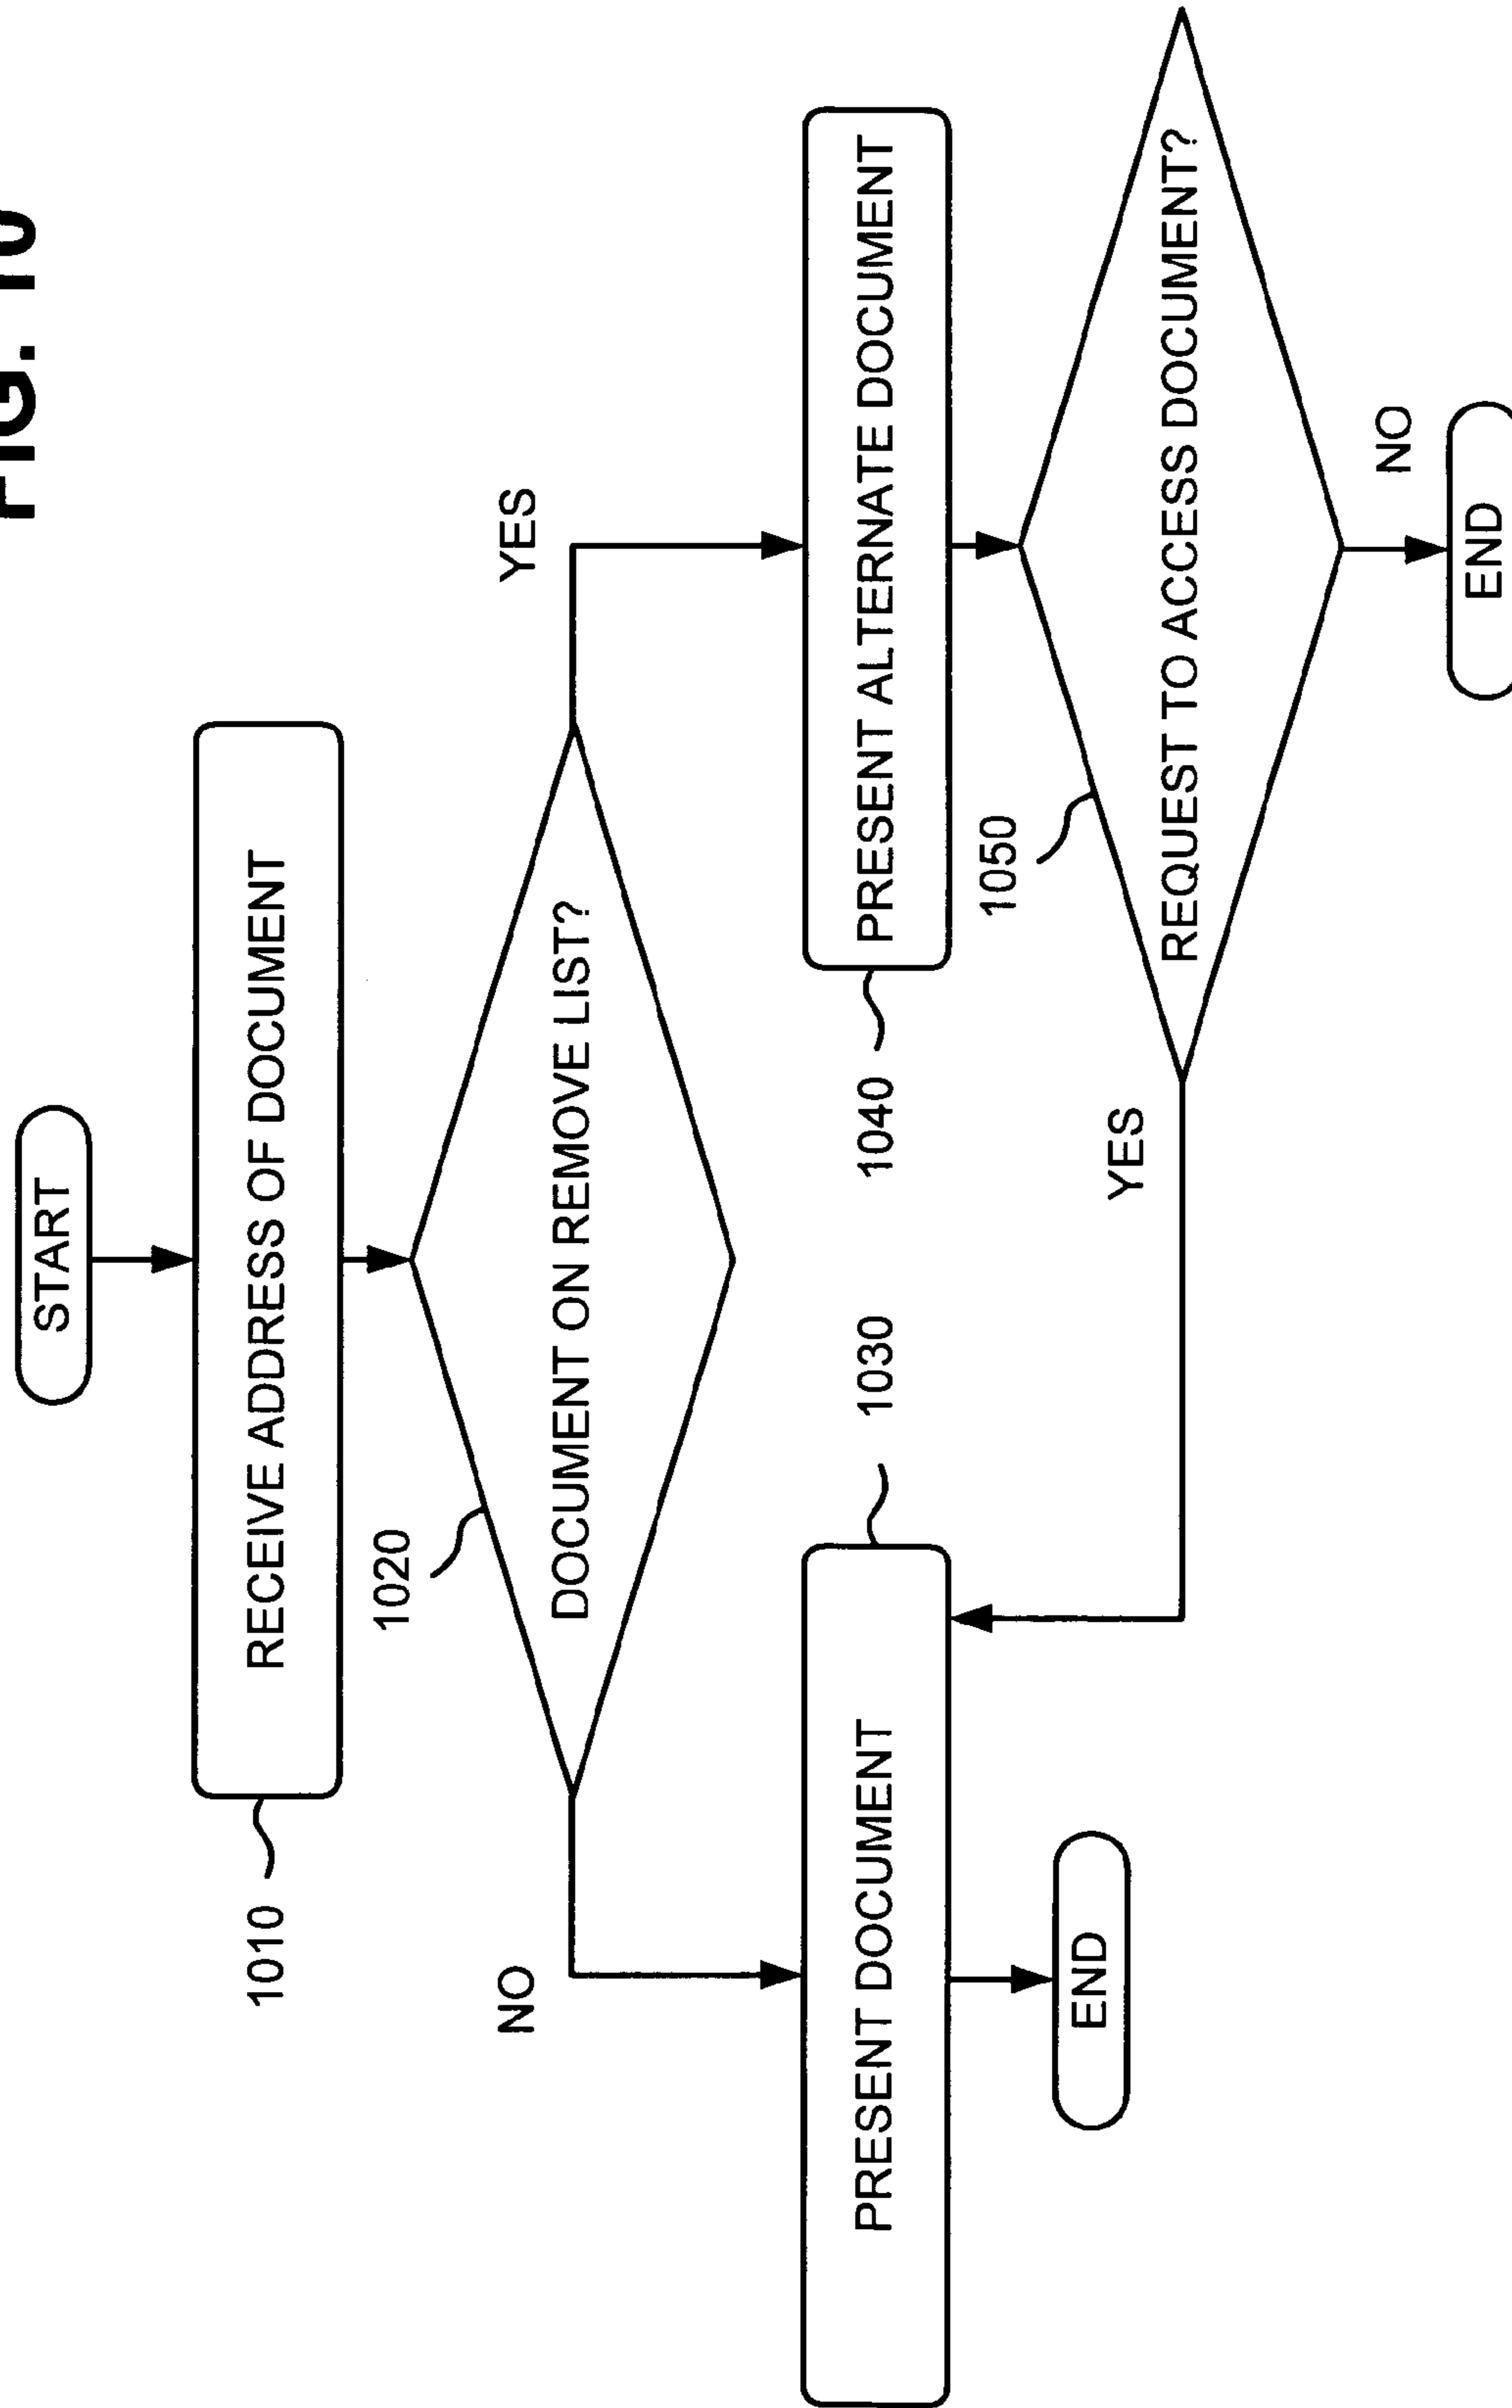 FIG. 10
START
1010
RECEIVE ADDRESS OF DOCUMENT
1020
DOCUMENT ON REMOVE LIST?
NO
YES
PRESENT DOCUMENT
1030
1040
PRESENT ALTERNATE DOCUMENT
1050
REQUEST TO ACCESS DOCUMENT?
YES
NO
END
END